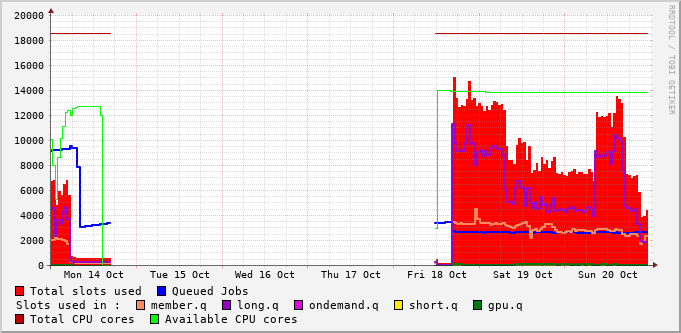 RRDTOOL / TOBI OETIKER
20000
18000
16000
14000
12000
10000
8000
6000
4000
2000
0
Mon 14 Oct Tue 15 Oct Wed 16 Oct Thu 17 Oct Fri 18 Oct Sat 19 Oct Sun 20 Oct
Total slots used Queued Jobs
Slots used in : member.q long.q ondemand.q short.q gpu.q
Total CPU cores Available CPU cores